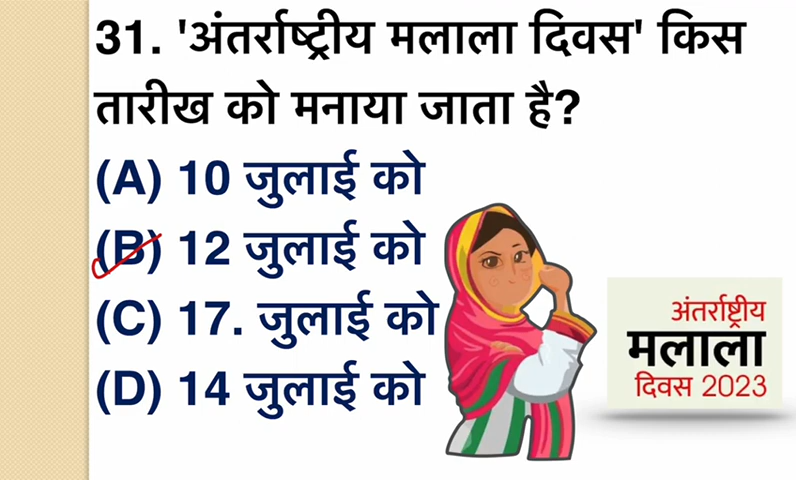 31. 'अंतर्राष्ट्रीय मलाला दिवस' किस
तारीख को मनाया जाता है?
(A) 10 जुलाई को
(B) 12 जुलाई को
(C) 17. जुलाई को
(D) 14 जुलाई को
अंतर्राष्ट्रीय
मलाला
दिवस 2023